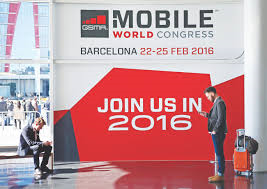 GSMA
MOBILE
WORLD CONGRESS
BARCELONA 22-25 FEB 2016
JOIN US IN
2016